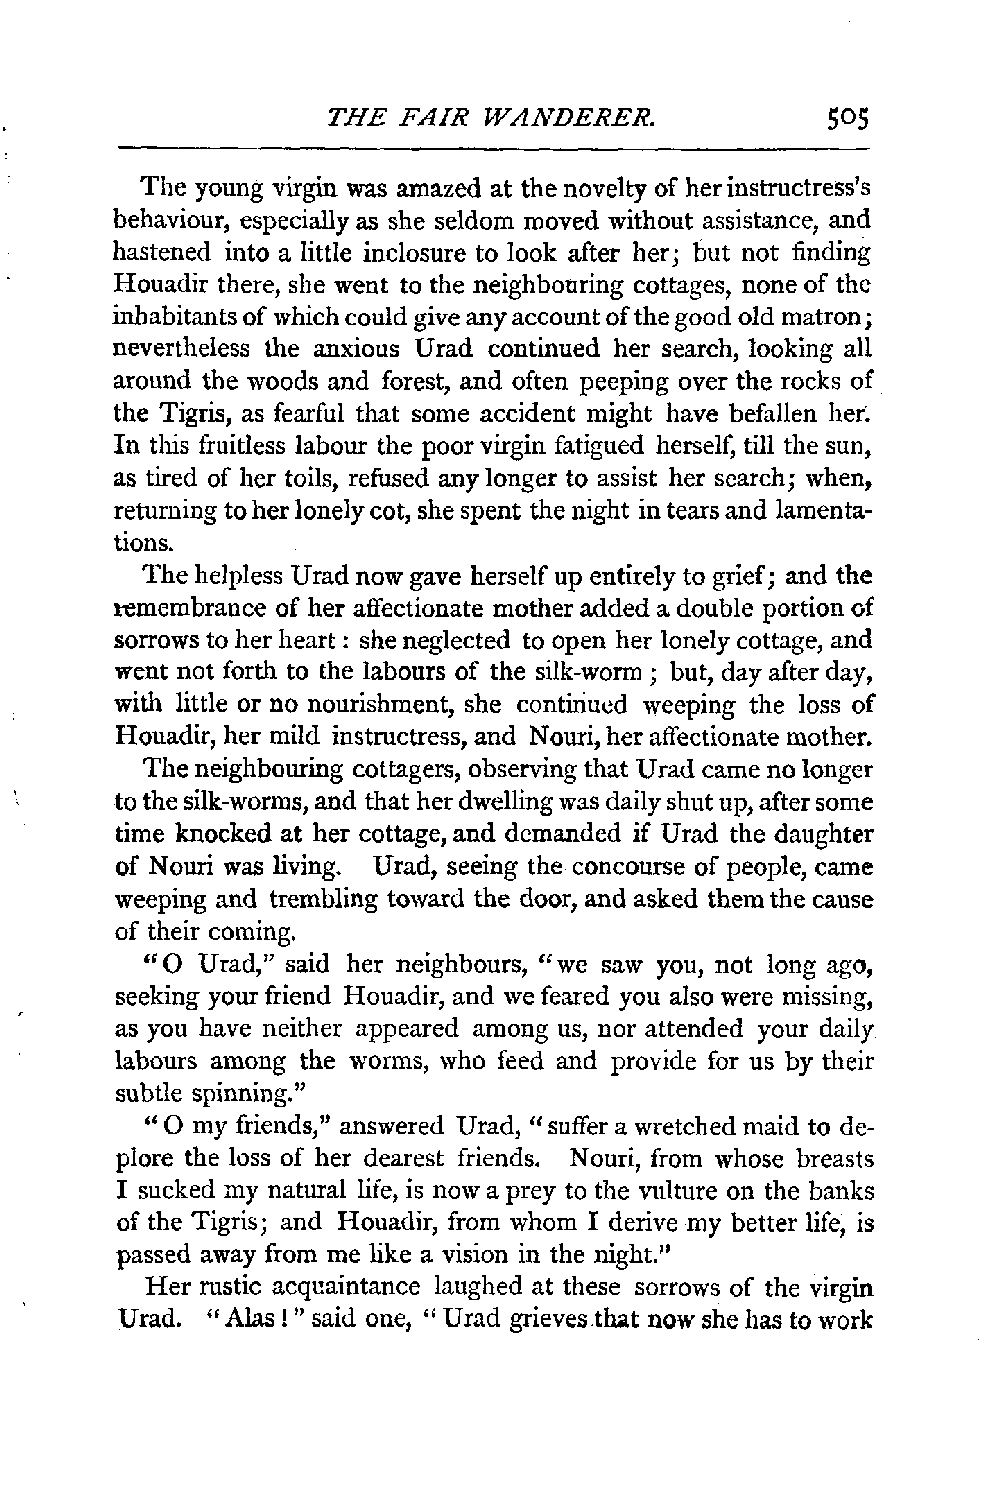 THE FAIR WANDERER. 505
The young virgin was amazed at the novelty of her instructress's
behaviour, especially as she seldom moved without assistance, and
hastened into a little inclosure to look after her; but not finding
Houadir there, she went to the neighbouring cottages, none of the
inhabitants of which could give any account of the good old matron;
nevertheless the anxious Urad continued her search, looking all
around the woods and forest, and often peeping over the rocks of
the Tigris, as fearful that some accident might have befallen her.
In this fruitless labour the poor virgin fatigued herself, till the sun,
as tired of her toils, refused any longer to assist her search; when,
returning to her lonely cot, she spent the night in tears and lamenta-
tions.
The helpless Urad now gave herself up entirely to grief; and the
remembrance of her affectionate mother added a double portion of
sorrows to her heart: she neglected to open her lonely cottage, and
went not forth to the labours of the silk-worm; but, day after day,
with little or no nourishment, she continued weeping the loss of
Houadir, her mild instructress, and Nouri, her affectionate mother.
The neighbouring cottagers, observing that Urad came no longer
to the silk-worms, and that her dwelling was daily shut up, after some
time knocked at her cottage, and demanded if Urad the daughter
of Nouri was living. Urad, seeing the concourse of people, came
weeping and trembling toward the door, and asked them the cause
of their coming.
"O Urad," said her neighbours, "we saw you, not long ago,
seeking your friend Houadir, and we feared you also were missing,
as you have neither appeared among us, nor attended your daily
labours among the worms, who feed and provide for us by their
subtle spinning."
"O my friends," answered Urad, "suffer a wretched maid to de-
plore the loss of her dearest friends. Nouri, from whose breasts
I sucked my natural life, is now a prey to the vulture on the banks
of the Tigris; and Houadir, from whom I derive my better life, is
passed away from me like a vision in the night."
Her rustic acquaintance laughed at these sorrows of the virgin
Urad. "Alas!" said one, "Urad grieves that now she has to work